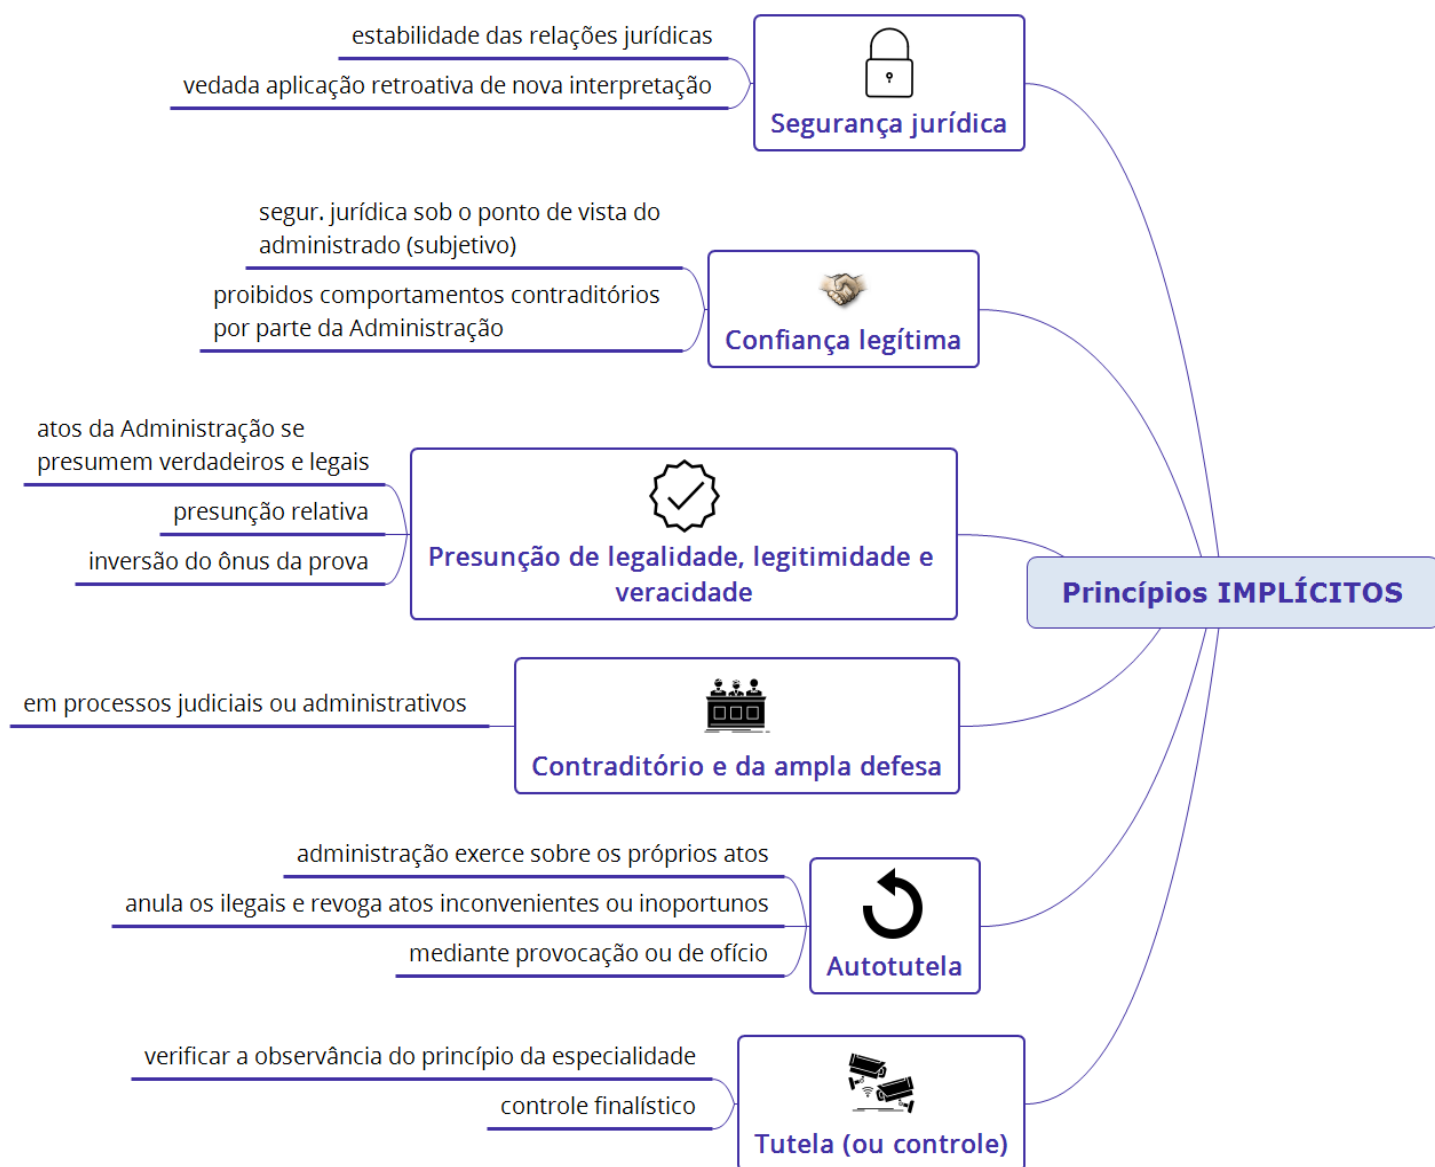 Princípios IMPLÍCITOS
Segurança jurídica
estabilidade das relações jurídicas
vedada aplicação retroativa de nova interpretação
Confiança legítima
segur. jurídica sob o ponto de vista do
administrado (subjetivo)
proibidos comportamentos contraditórios
por parte da Administração
Presunção de legalidade, legitimidade e
veracidade
atos da Administração se
presumem verdadeiros e legais
presunção relativa
inversão do ônus da prova
Contraditório e da ampla defesa
em processos judiciais ou administrativos
Autotutela
administração exerce sobre os próprios atos
anula os ilegais e revoga atos inconvenientes ou inoportunos
mediante provocação ou de ofício
Tutela (ou controle)
verificar a observância do princípio da especialidade
controle finalístico